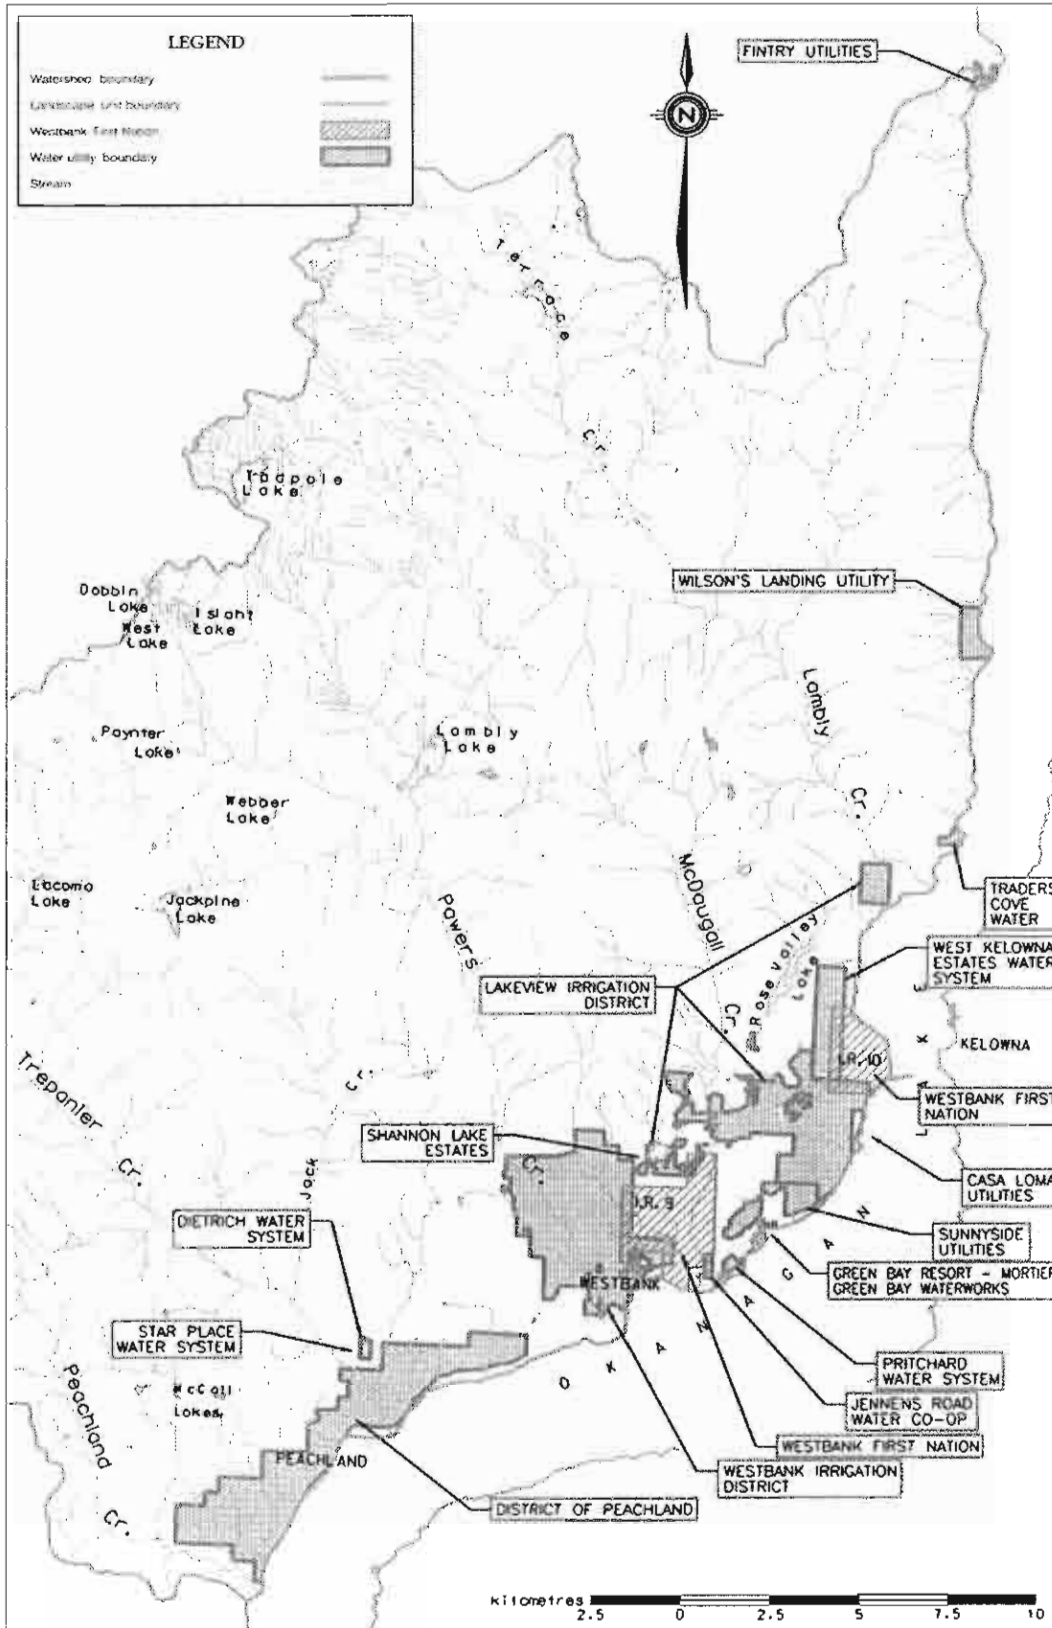 LEGEND
Watershed boundary
Landscape unit boundary
Westbank First Nation
Water utility boundary
Stream
N
FINTRY UTILITIES
Terrace
Cr.
Tadpole
Lake
WILSON'S LANDING UTILITY
Dobbin
Lake
West
Lake
Islaht
Lake
Lambly
Cr.
Paynter
Lake
Lambly
Lake
Webber
Lake
Lacoma
Lake
Jackpine
Lake
Powers
Cr.
McDougall
Cr.
Rose Valley
Lake
TRADERS
COVE
WATER
WEST KELOWNA
ESTATES WATER
SYSTEM
LAKEVIEW IRRIGATION
DISTRICT
KELOWNA
I.R. 10
WESTBANK FIRST
NATION
Trepanier
Cr.
Jack
Cr.
SHANNON LAKE
ESTATES
I.R. 9
CASA LOMA
UTILITIES
SUNNYSIDE
UTILITIES
DIETRICH WATER
SYSTEM
GREEN BAY RESORT - MORTIER
GREEN BAY WATERWORKS
WESTBANK
OKANAGAN
LAKE
STAR PLACE
WATER SYSTEM
PRITCHARD
WATER SYSTEM
Peachland
Cr.
McCall
Lakes
JENNENS ROAD
WATER CO-OP
WESTBANK FIRST NATION
PEACHLAND
WESTBANK IRRIGATION
DISTRICT
DISTRICT OF PEACHLAND
kilometres
2.5 0 2.5 5 7.5 10